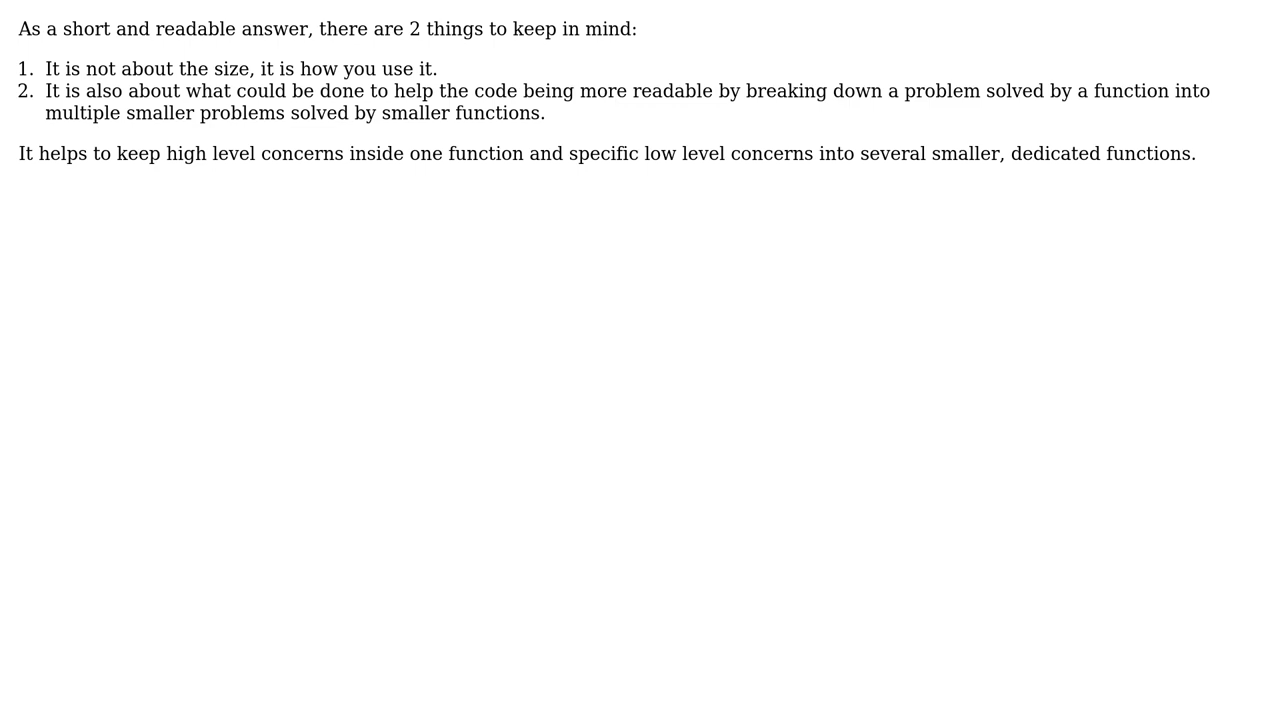 As a short and readable answer, there are 2 things to keep in mind:
1. It is not about the size, it is how you use it.
2. It is also about what could be done to help the code being more readable by breaking down a problem solved by a function into
multiple smaller problems solved by smaller functions.
It helps to keep high level concerns inside one function and specific low level concerns into several smaller, dedicated functions.